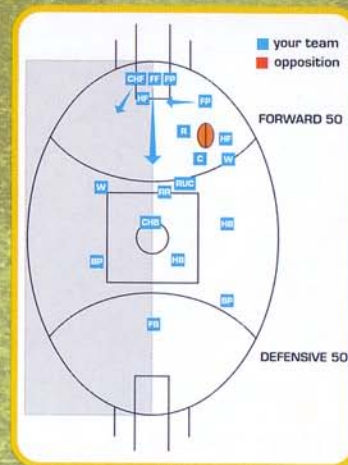 your team
opposition
CHF FF FP
HF
FP
FORWARD 50
R
HF
C
W
W
RUC
RR
CHB
HB
BP
HB
BP
FB
DEFENSIVE 50